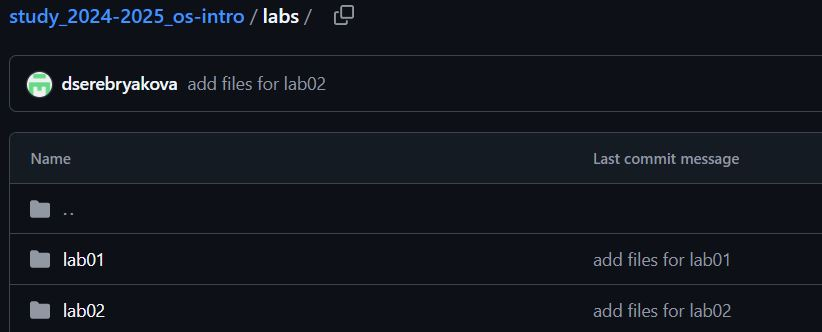 study_2024-2025_os-intro / labs /
dserebryakova add files for lab02
Name Last commit message
..
lab01 add files for lab01
lab02 add files for lab02